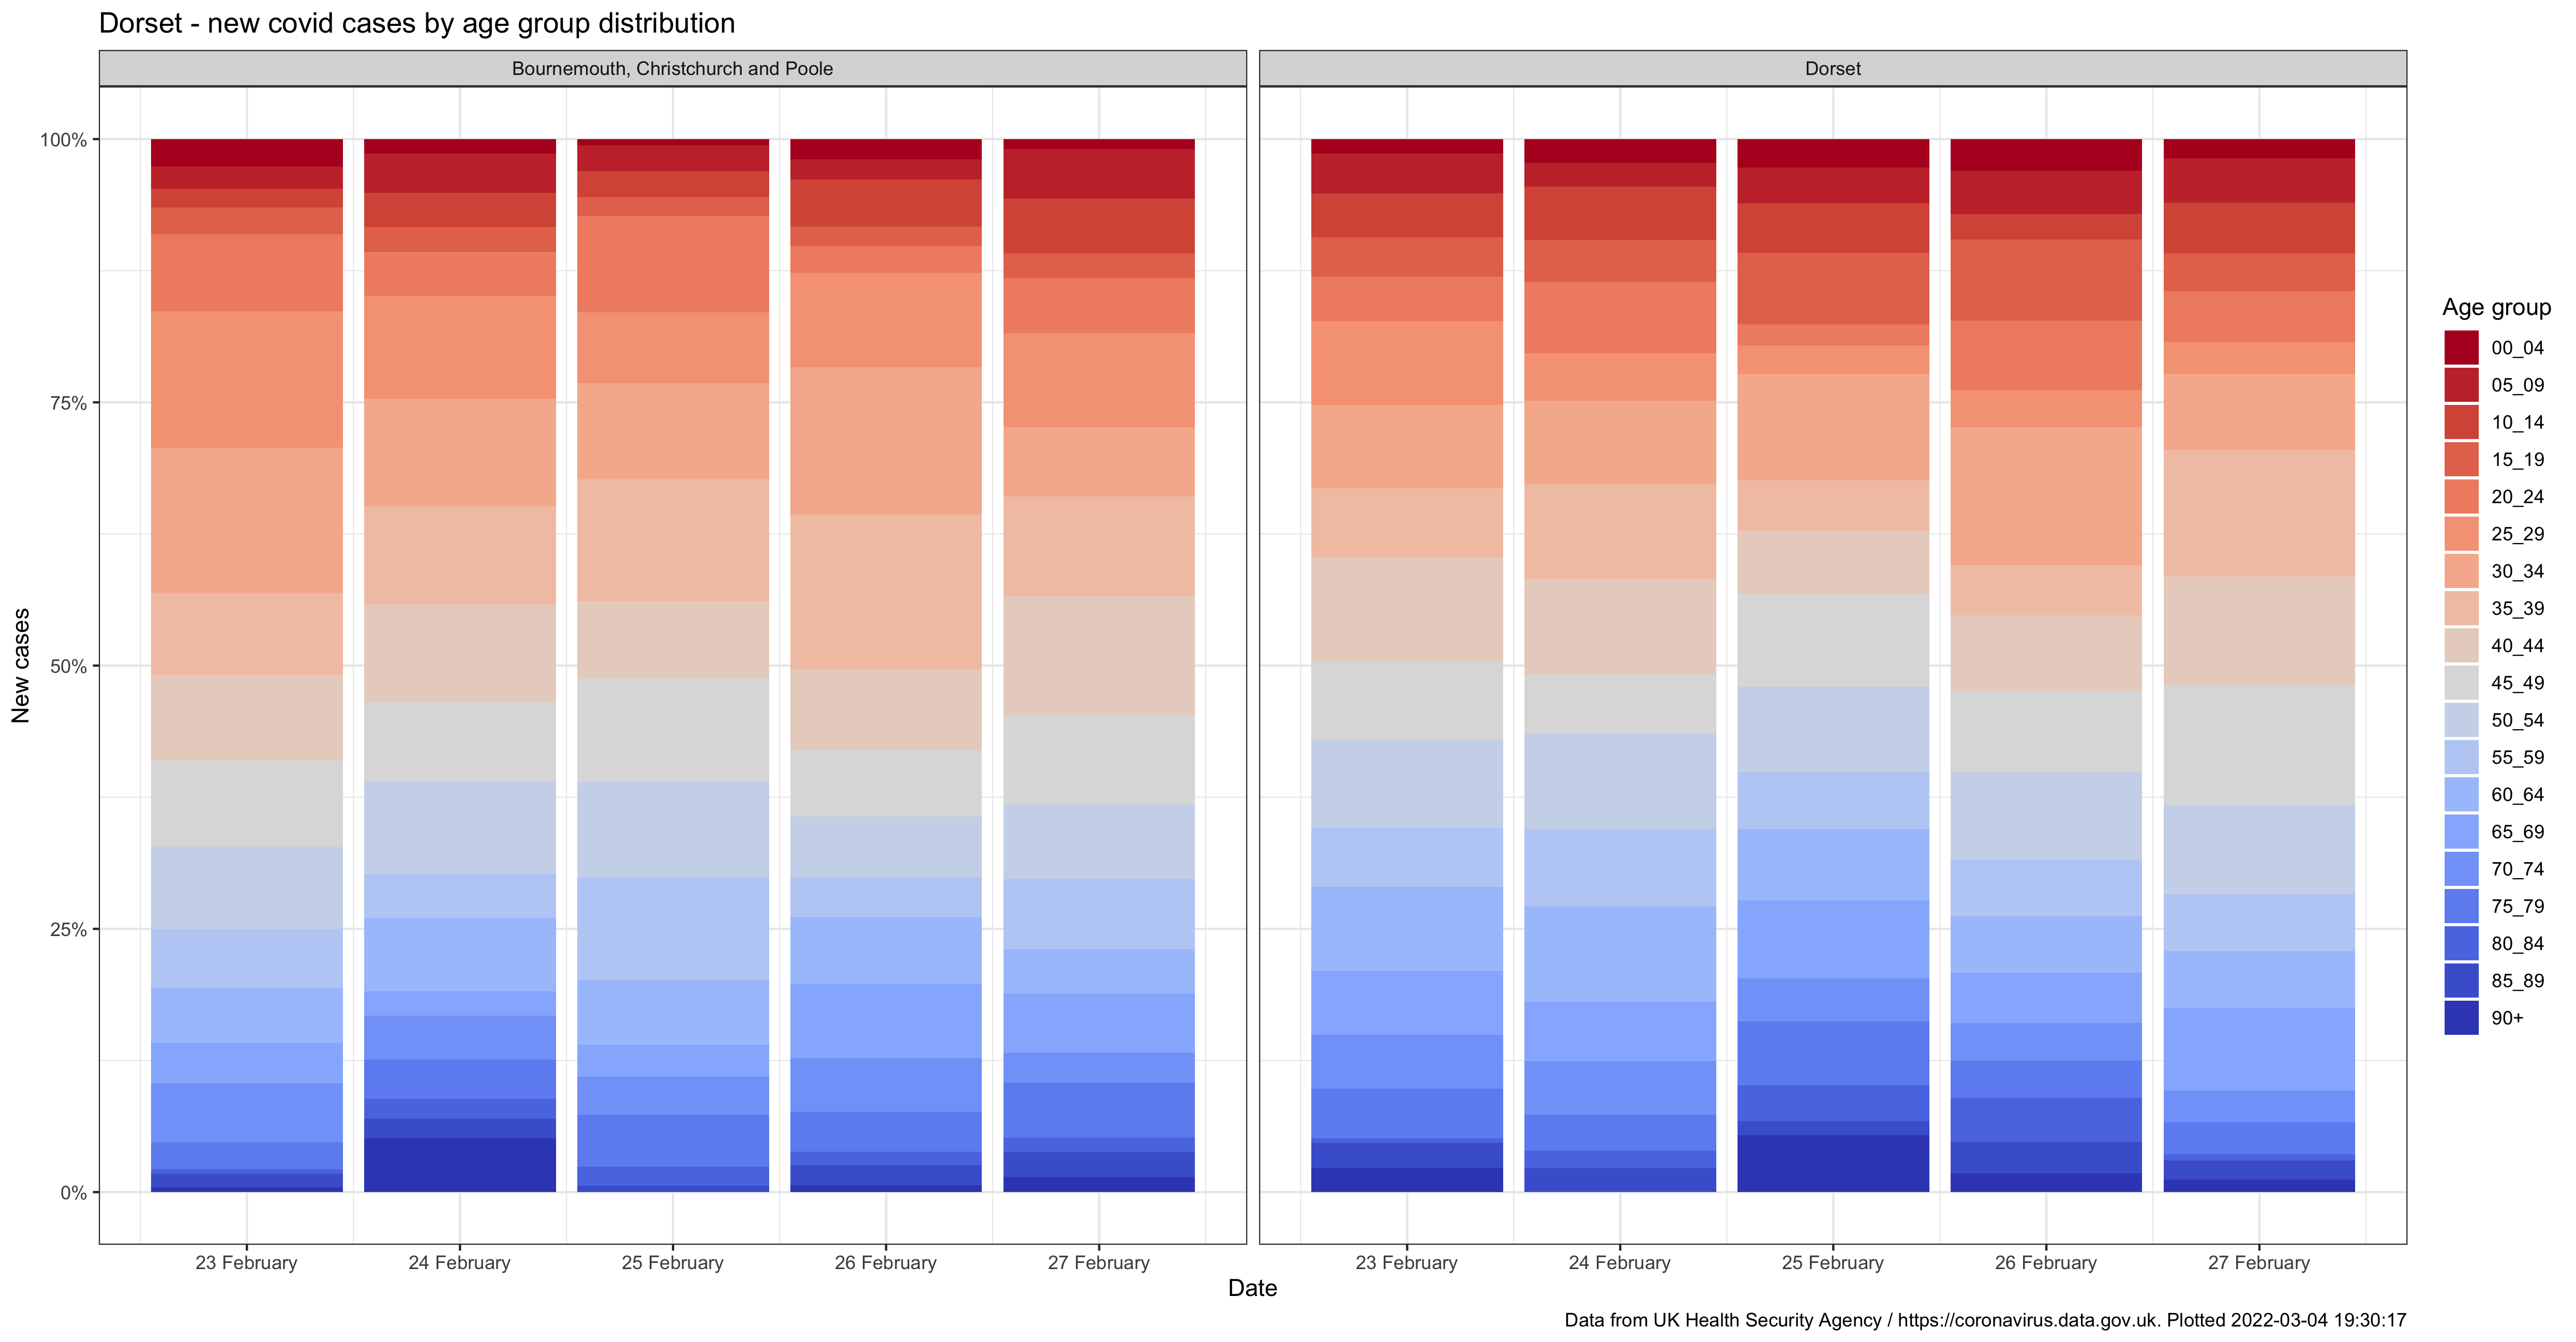 Dorset - new covid cases by age group distribution
Bournemouth, Christchurch and Poole
Dorset
100%
75%
50%
25%
0%
New cases
23 February
24 February
25 February
26 February
27 February
23 February
24 February
25 February
26 February
27 February
Date
Age group
00_04
05_09
10_14
15_19
20_24
25_29
30_34
35_39
40_44
45_49
50_54
55_59
60_64
65_69
70_74
75_79
80_84
85_89
90+
Data from UK Health Security Agency / https://coronavirus.data.gov.uk. Plotted 2022-03-04 19:30:17